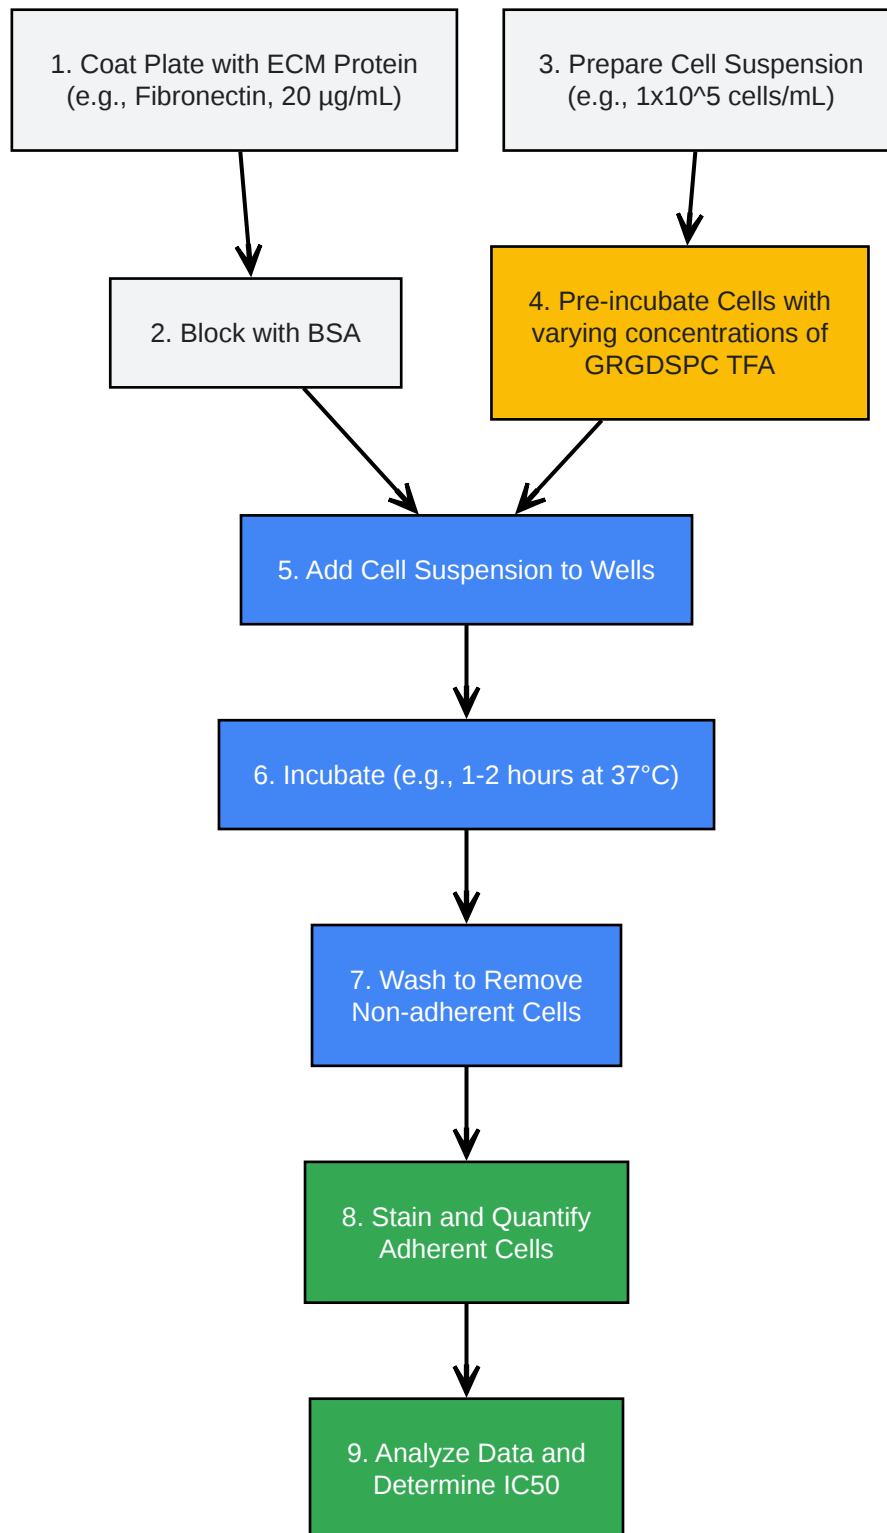 1. Coat Plate with ECM Protein
(e.g., Fibronectin, 20 µg/mL)
3. Prepare Cell Suspension
(e.g., 1x10^5 cells/mL)
2. Block with BSA
4. Pre-incubate Cells with
varying concentrations of
GRGDSPC TFA
5. Add Cell Suspension to Wells
6. Incubate (e.g., 1-2 hours at 37°C)
7. Wash to Remove
Non-adherent Cells
8. Stain and Quantify
Adherent Cells
9. Analyze Data and
Determine IC50